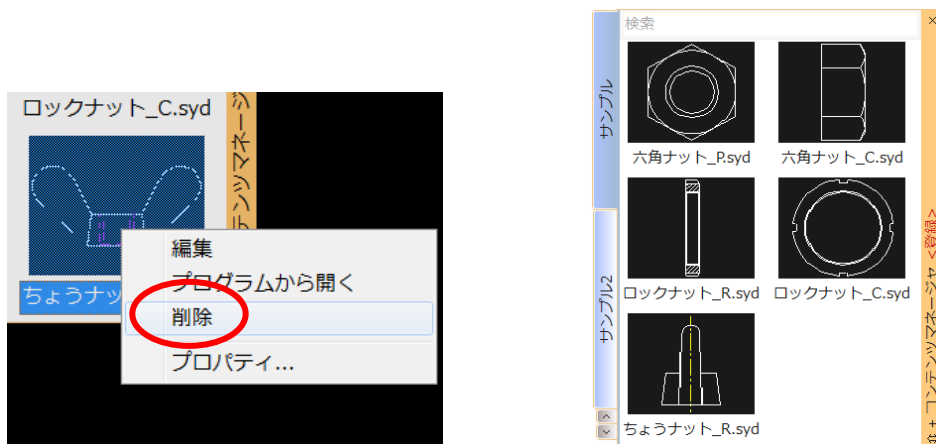 ロックナット_C.syd
テンツマネージ
ちょうナッ
編集
プログラムから開く
削除
プロパティ...
検索
サンプル
サンプル2
六角ナット_P.syd
六角ナット_C.syd
ロックナット_R.syd
ロックナット_C.syd
ちょうナット_R.syd
コンテンツマネージャ <登録>